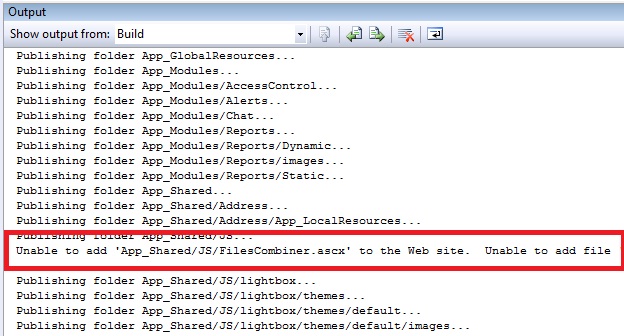 Output
Show output from: Build
Publishing folder App_GlobalResources...
Publishing folder App_Modules...
Publishing folder App_Modules/AccessControl...
Publishing folder App_Modules/Alerts...
Publishing folder App_Modules/Chat...
Publishing folder App_Modules/Reports...
Publishing folder App_Modules/Reports/Dynamic...
Publishing folder App_Modules/Reports/images...
Publishing folder App_Modules/Reports/Static...
Publishing folder App_Shared...
Publishing folder App_Shared/Address...
Publishing folder App_Shared/Address/App_LocalResources...
Publishing folder App_Shared/JS...
Unable to add 'App_Shared/JS/FilesCombiner.ascx' to the Web site.  Unable to add file '
Publishing folder App_Shared/JS/lightbox...
Publishing folder App_Shared/JS/lightbox/themes...
Publishing folder App_Shared/JS/lightbox/themes/default...
Publishing folder App_Shared/JS/lightbox/themes/default/images...